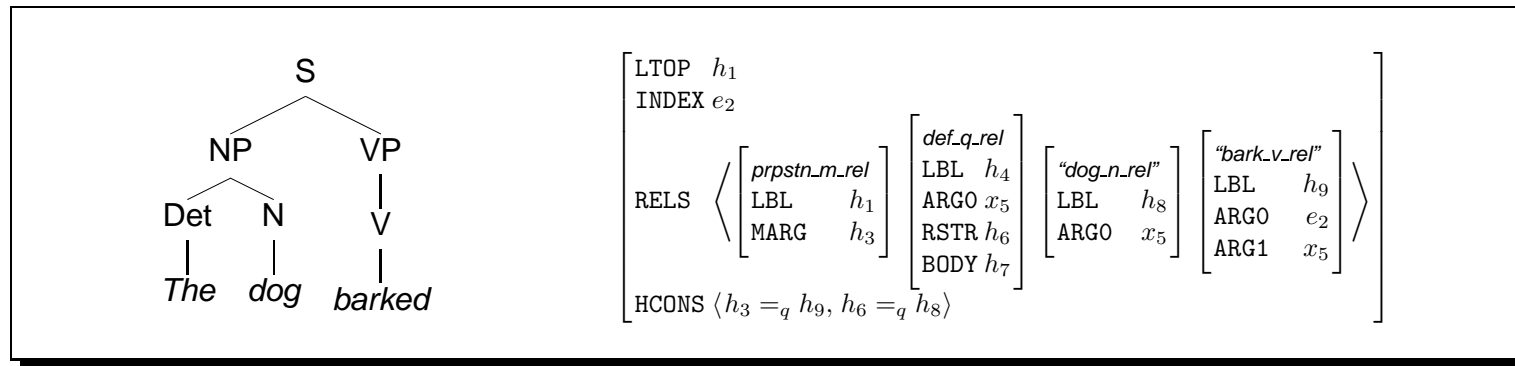 S
NP VP
Det N V
The dog barked
LTOP h1
INDEX e2
RELS ⟨ [prpstn_m_rel LBL h1 MARG h3] [def_q_rel LBL h4 ARG0 x5 RSTR h6 BODY h7] [“dog_n_rel” LBL h8 ARG0 x5] [“bark_v_rel” LBL h9 ARG0 e2 ARG1 x5] ⟩
HCONS ⟨h3 =q h9, h6 =q h8⟩